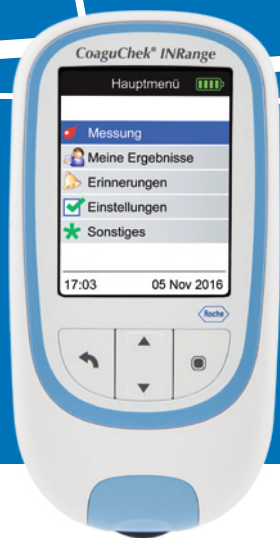 CoaguChek® INRange
Hauptmenü
Messung
Meine Ergebnisse
Erinnerungen
Einstellungen
Sonstiges
17:03 05 Nov 2016
Roche